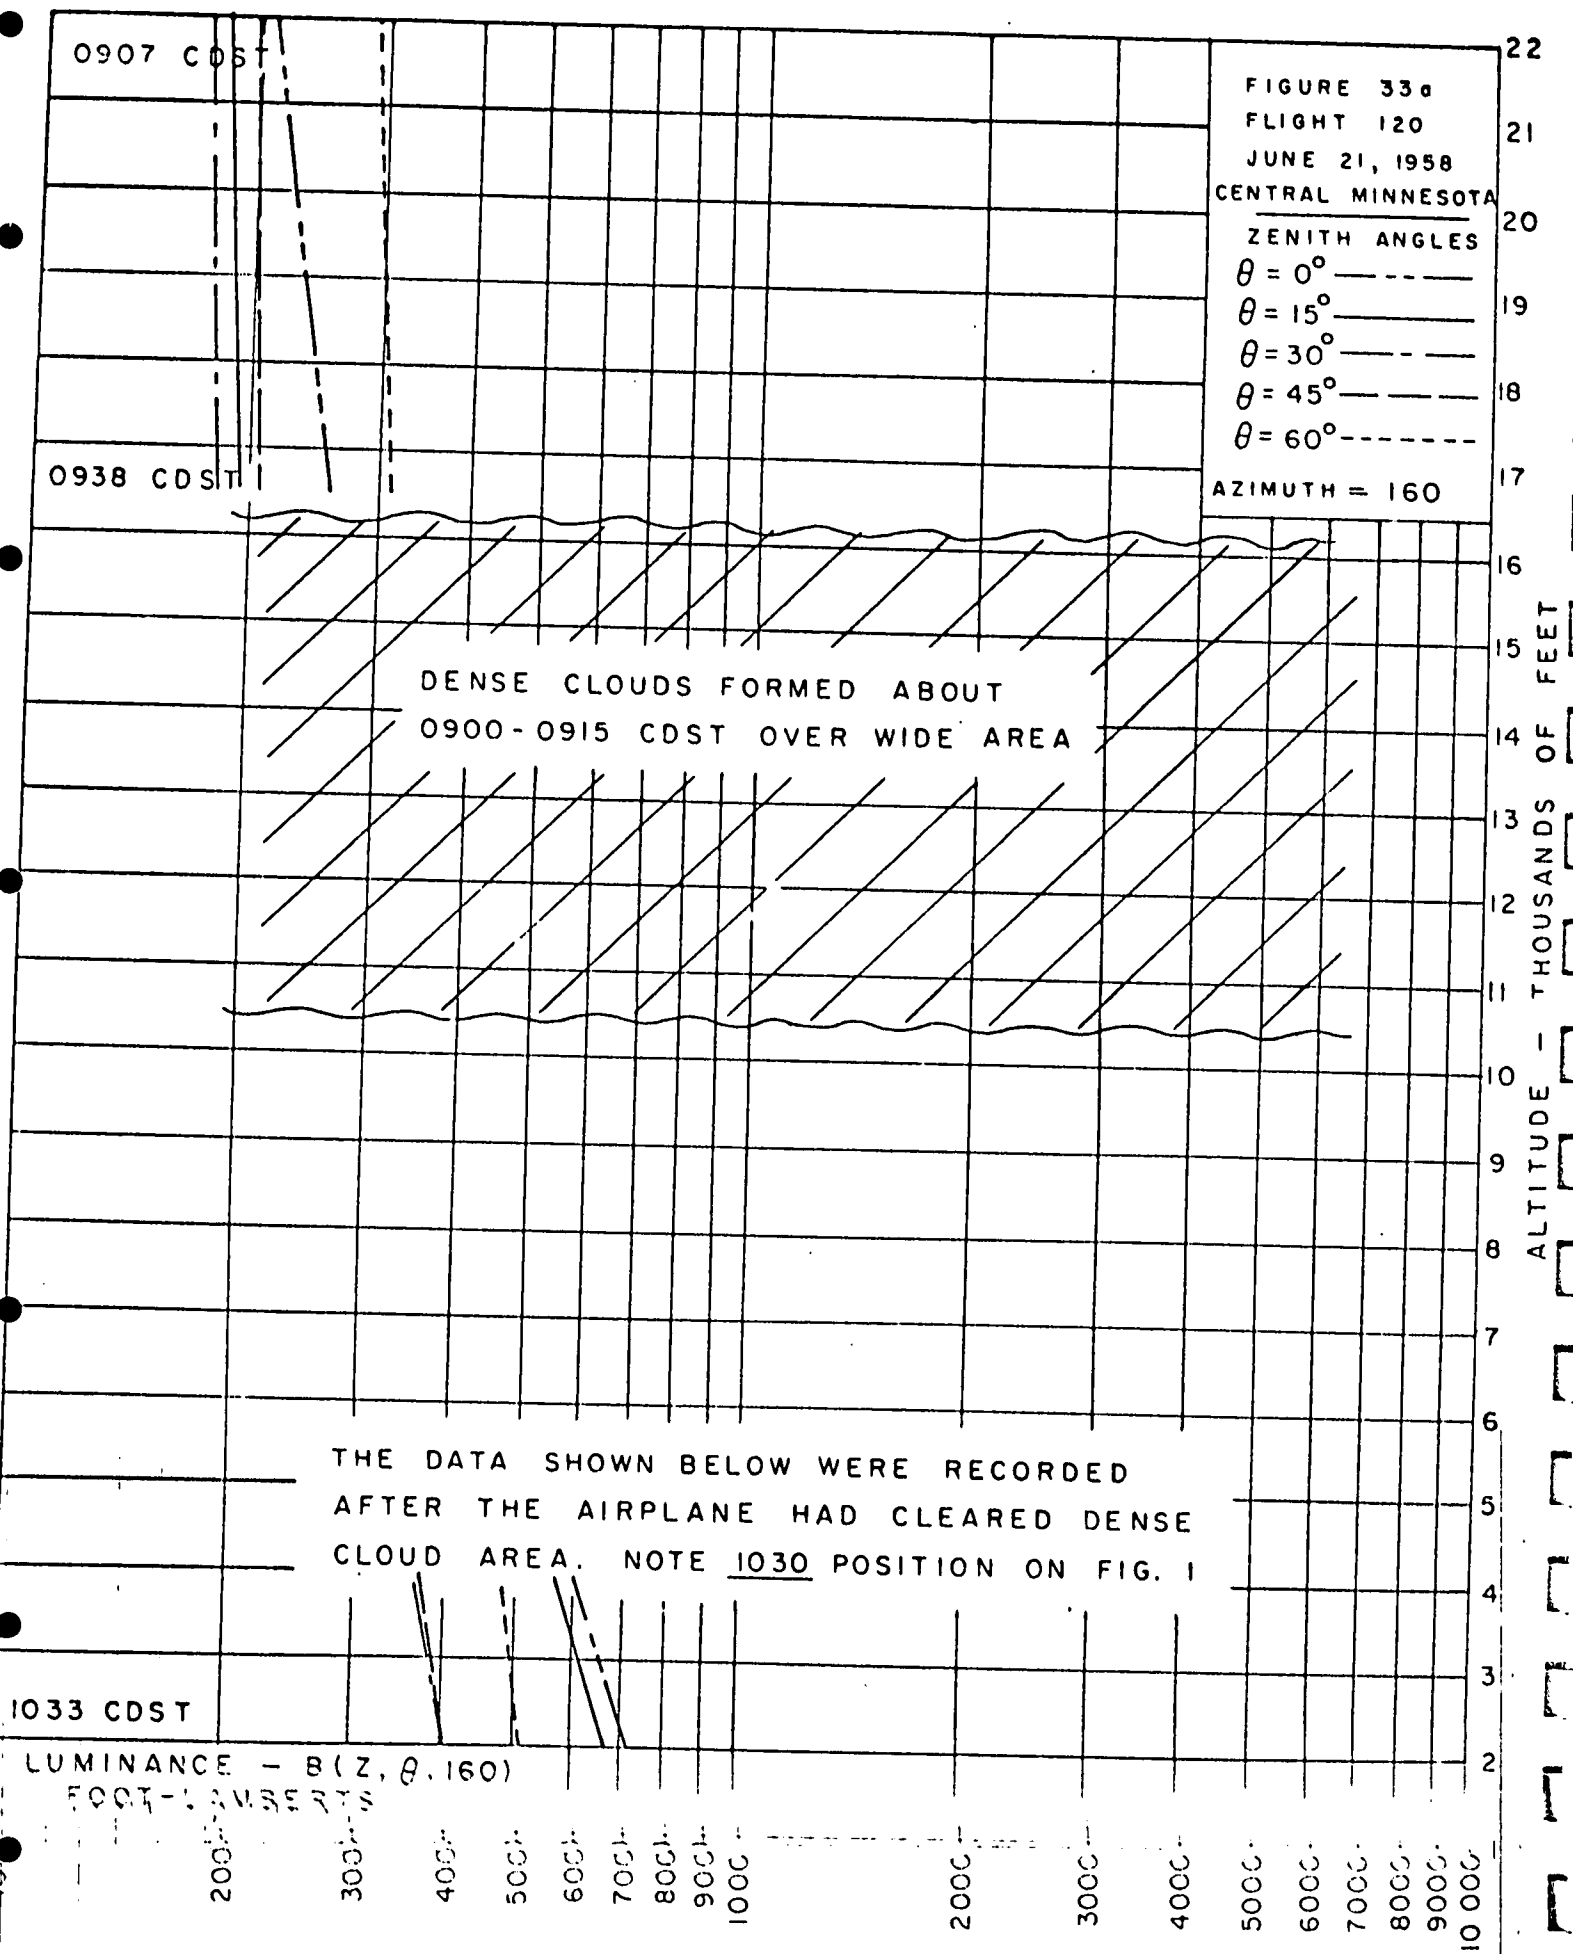 0907 CDST
22
FIGURE 33a
FLIGHT 120
JUNE 21, 1958
CENTRAL MINNESOTA
ZENITH ANGLES
θ = 0°
θ = 15°
θ = 30°
θ = 45°
θ = 60°
AZIMUTH = 160
21
20
19
18
17
0938 CDST
16
15
DENSE CLOUDS FORMED ABOUT
0900-0915 CDST OVER WIDE AREA
14
13
12
11
10
9
8
7
6
ALTITUDE - THOUSANDS OF FEET
THE DATA SHOWN BELOW WERE RECORDED
AFTER THE AIRPLANE HAD CLEARED DENSE
CLOUD AREA. NOTE 1030 POSITION ON FIG. 1
5
4
3
1033 CDST
2
LUMINANCE - B(Z, θ, 160)
FOOT-LAMBERTS
200
300
400
500
600
700
800
900
1000
2000
3000
4000
5000
6000
7000
8000
9000
10 000